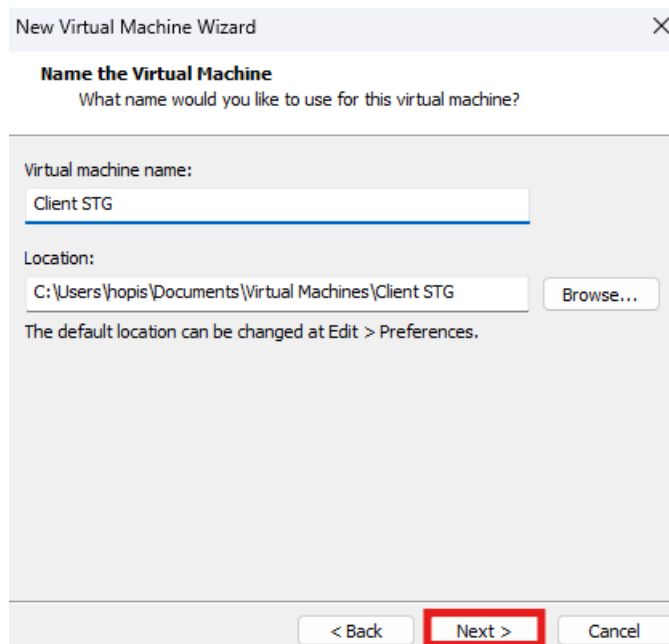 New Virtual Machine Wizard
Name the Virtual Machine
What name would you like to use for this virtual machine?
Virtual machine name:
Client STG
Location:
C:\Users\hopis\Documents\Virtual Machines\Client STG
Browse...
The default location can be changed at Edit > Preferences.
< Back Next > Cancel